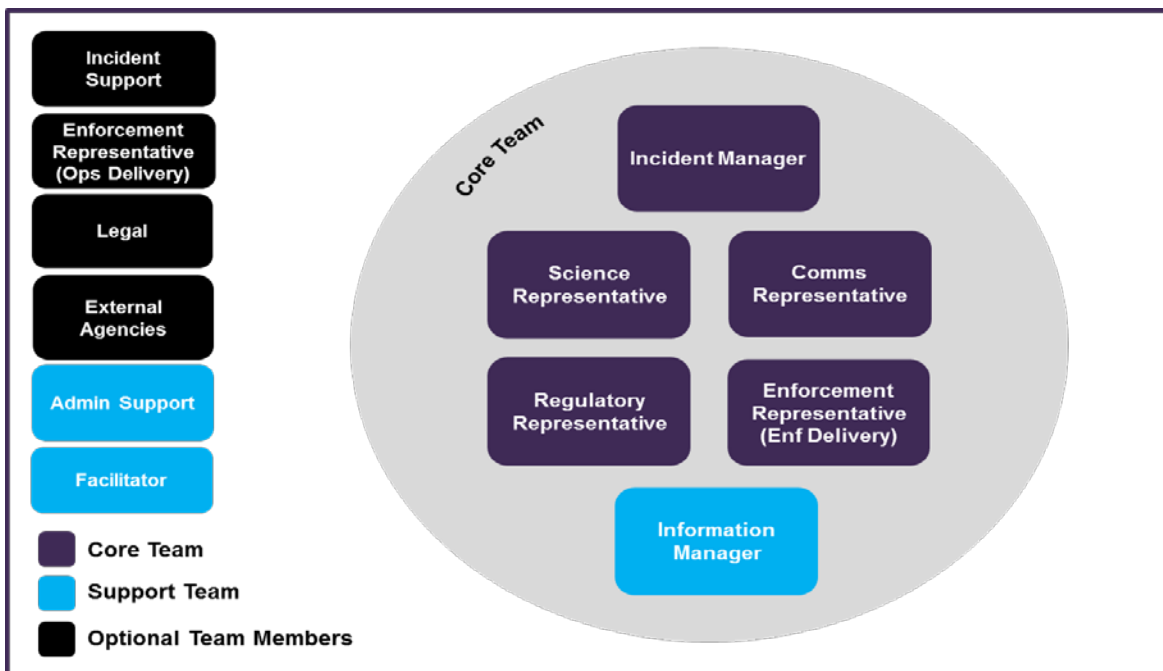 Incident
Support
Enforcement
Representative
(Ops Delivery)
Legal
External
Agencies
Admin Support
Facilitator
Core Team
Support Team
Optional Team Members
Core Team
Incident Manager
Science
Representative
Comms
Representative
Regulatory
Representative
Enforcement
Representative
(Enf Delivery)
Information
Manager